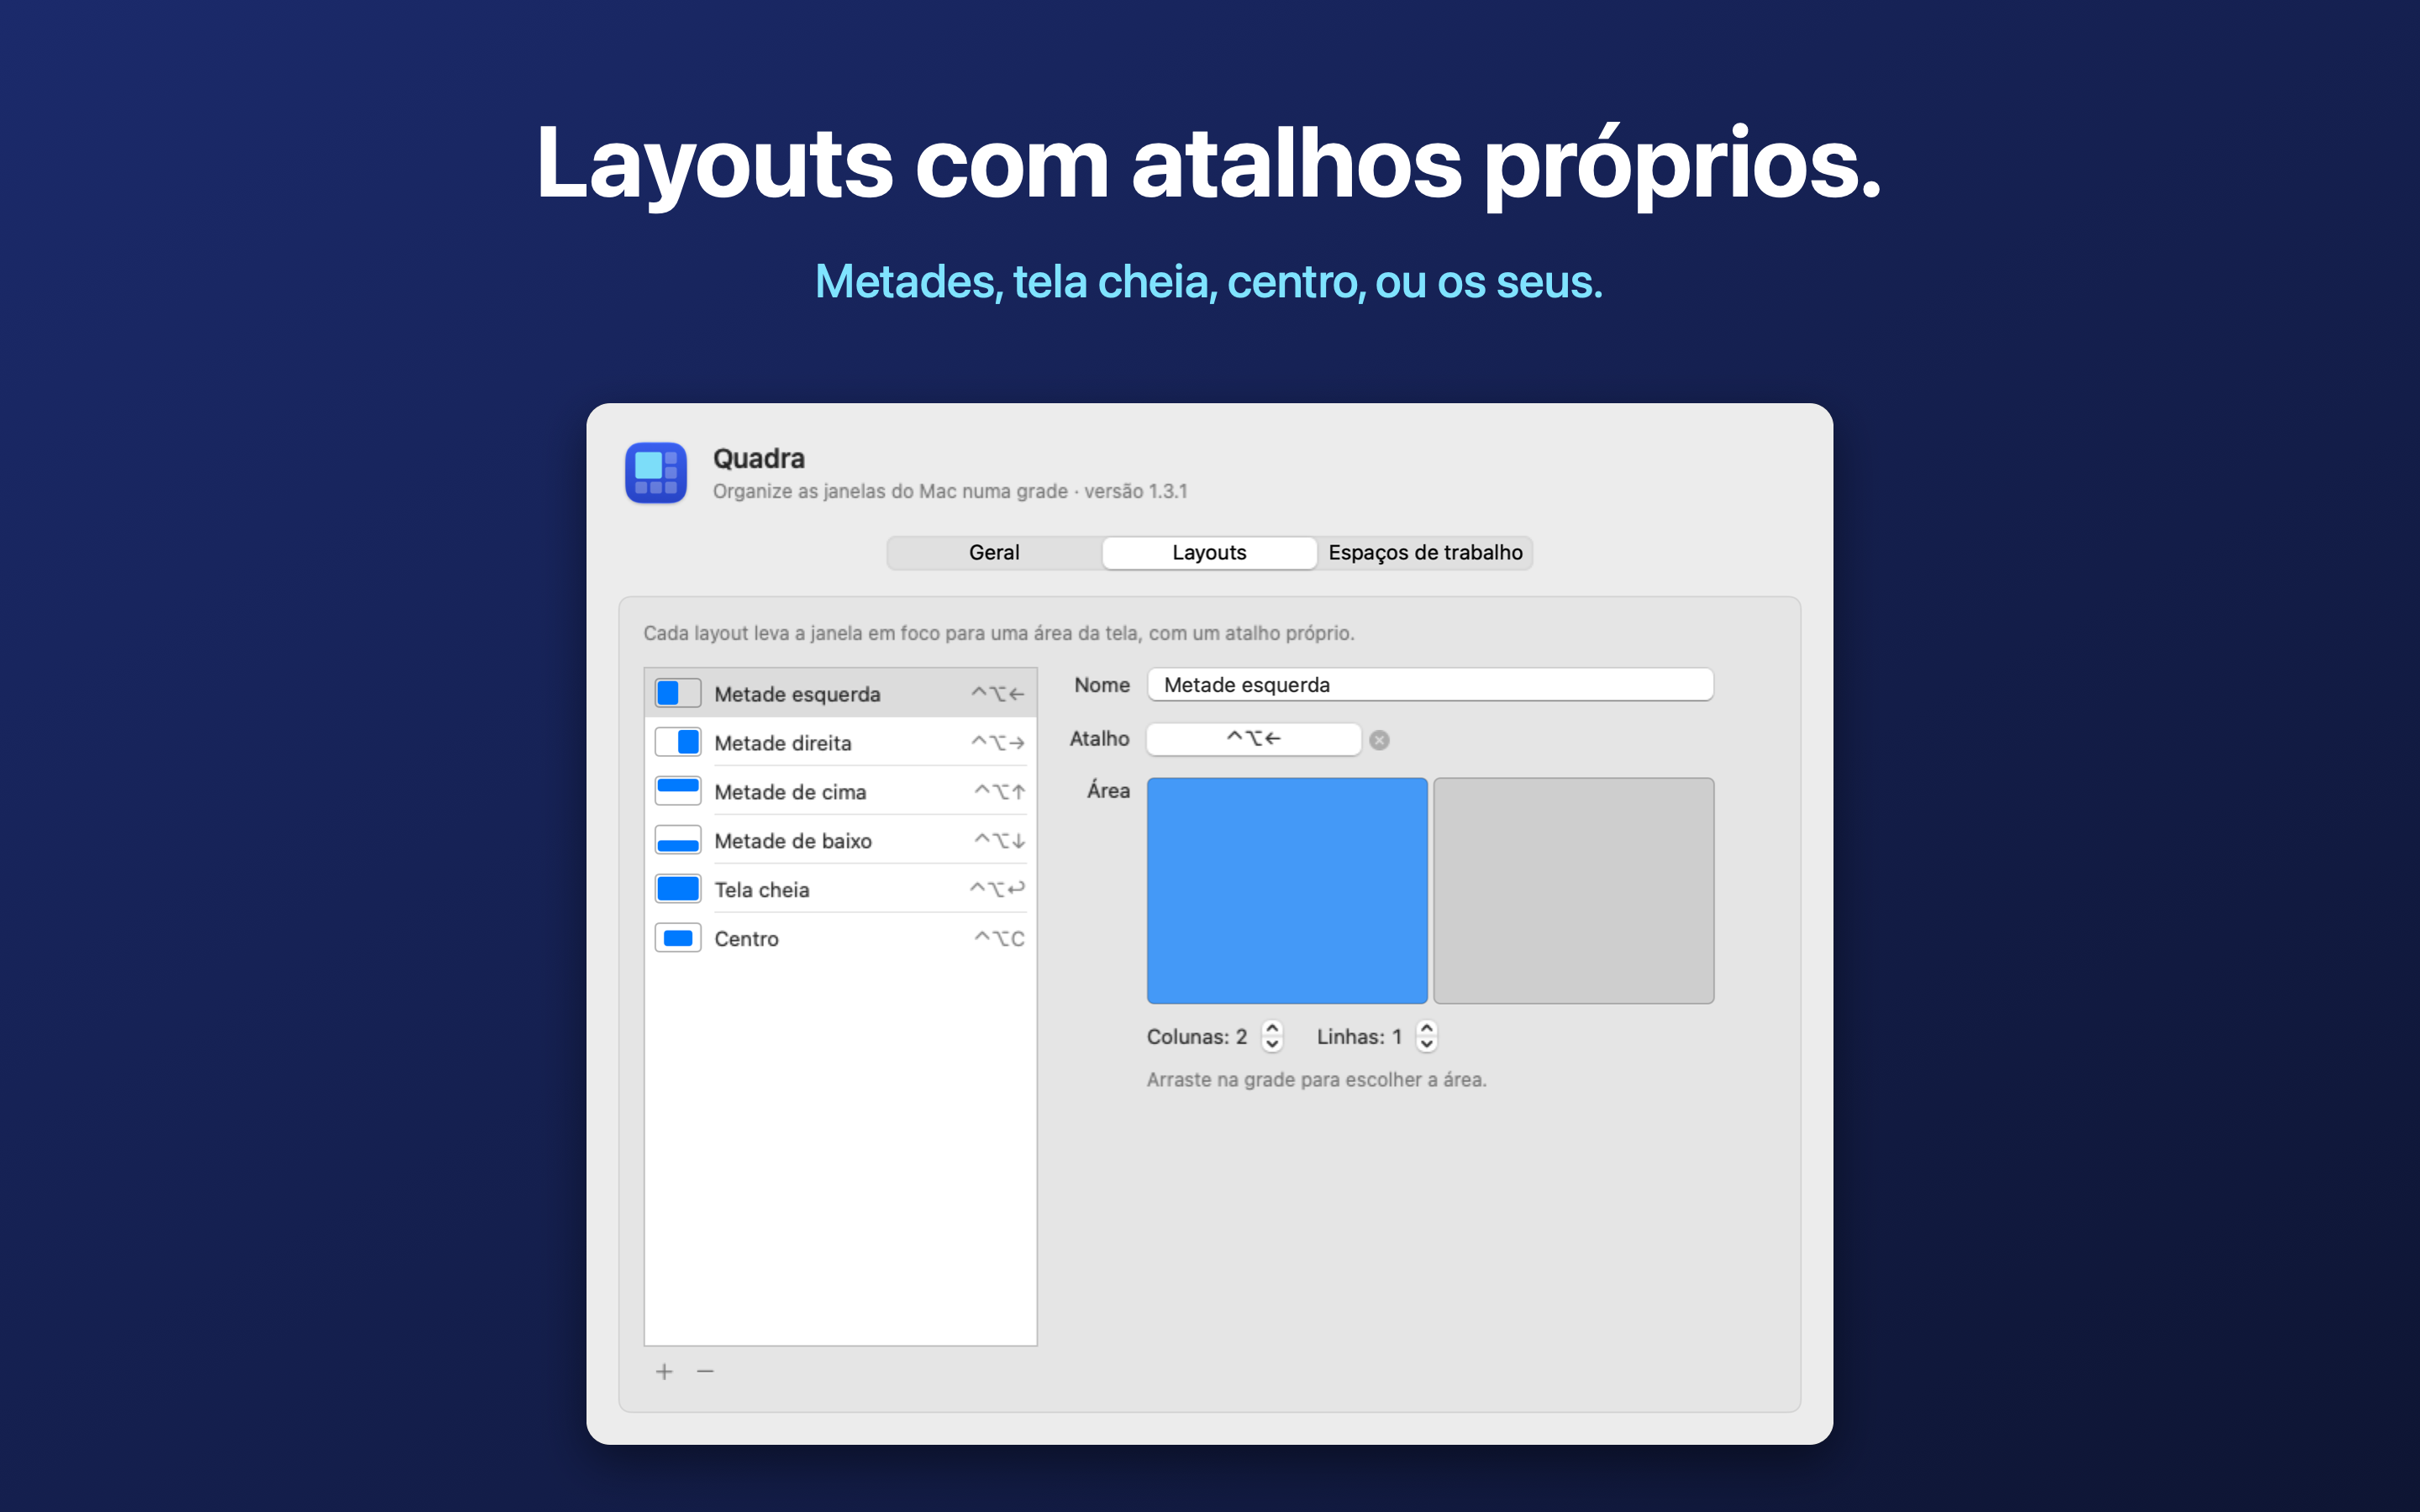 Layouts com atalhos próprios.
Metades, tela cheia, centro, ou os seus.
Quadra
Organize as janelas do Mac numa grade · versão 1.3.1
Geral
Layouts
Espaços de trabalho
Cada layout leva a janela em foco para uma área da tela, com um atalho próprio.
Metade esquerda ⌃⌥←
Metade direita ⌃⌥→
Metade de cima ⌃⌥↑
Metade de baixo ⌃⌥↓
Tela cheia ⌃⌥↩
Centro ⌃⌥C
Nome Metade esquerda
Atalho ⌃⌥←
Área
Colunas: 2 Linhas: 1
Arraste na grade para escolher a área.